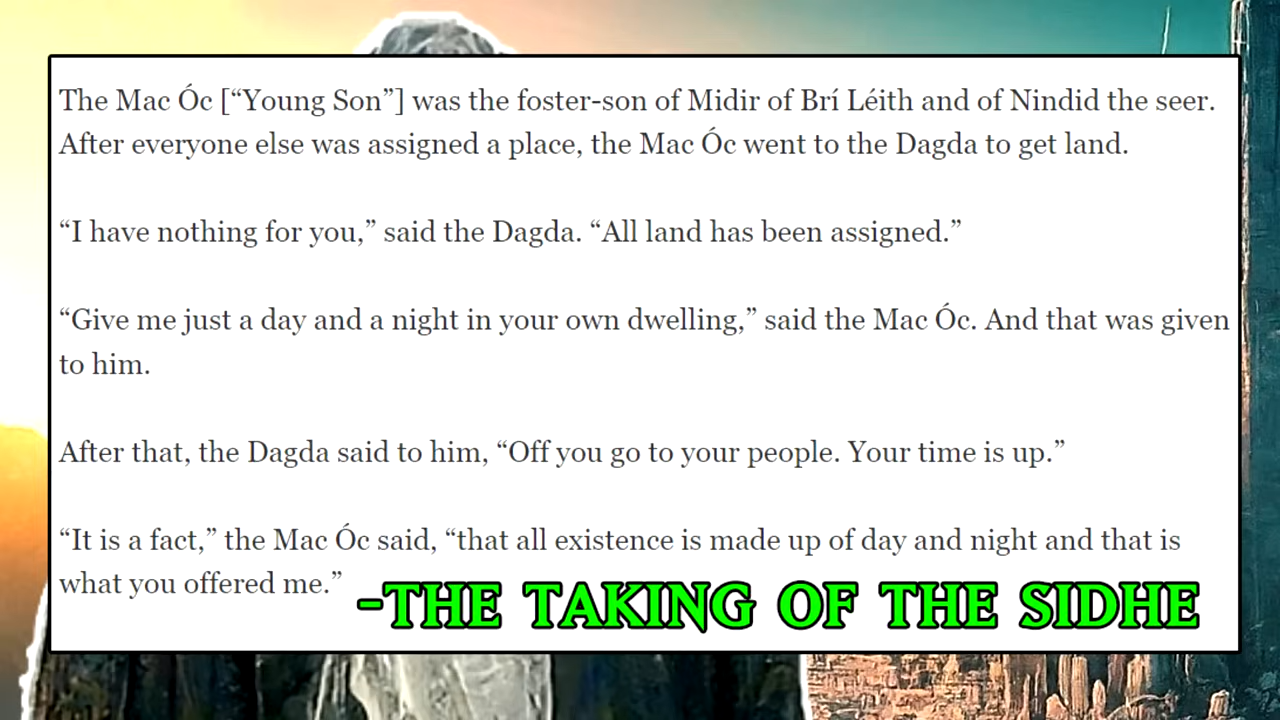 The Mac Óc [“Young Son”] was the foster-son of Midir of Brí Léith and of Nindid the seer.
After everyone else was assigned a place, the Mac Óc went to the Dagda to get land.
“I have nothing for you,” said the Dagda. “All land has been assigned.”
“Give me just a day and a night in your own dwelling,” said the Mac Óc. And that was given
to him.
After that, the Dagda said to him, “Off you go to your people. Your time is up.”
“It is a fact,” the Mac Óc said, “that all existence is made up of day and night and that is
what you offered me.”
-THE TAKING OF THE SIDHE